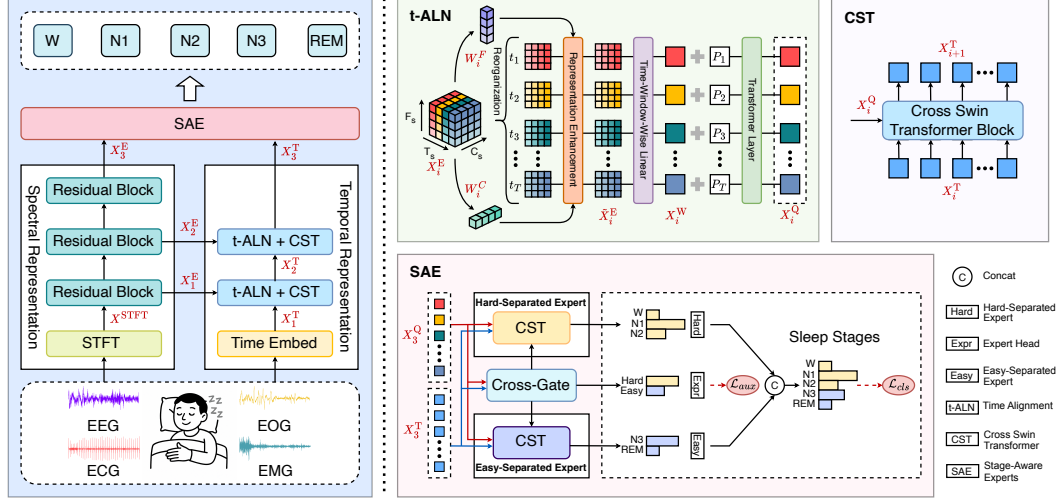 W N1 N2 N3 REM
SAE
X_3^E X_3^T
Spectral Representation
Residual Block
Residual Block
Residual Block
STFT
X_2^E
X_1^E
X^STFT
Temporal Representation
t-ALN + CST
X_2^T
t-ALN + CST
X_1^T
Time Embed
EEG
EOG
ECG
EMG
z z z
t-ALN
F_s
T_s
C_s
X_i^E
W_i^F
W_i^C
Reorganization
t_1
t_2
t_3
t_T
Representation Enhancement
X̃_i^E
Time-Window-Wise Linear
X_i^W
P_1
P_2
P_3
P_T
Transformer Layer
X_i^Q
CST
X_{i+1}^T
X_i^Q
Cross Swin
Transformer Block
X_i^T
SAE
X_3^Q
X_3^T
Hard-Separated Expert
CST
Cross-Gate
CST
Easy-Separated Expert
W
N1
N2
Hard
Hard
Easy
Expr
N3
REM
Easy
L_aux
C
Sleep Stages
W
N1
N2
N3
REM
L_cls
C Concat
Hard Hard-Separated
Expert
Expr Expert Head
Easy Easy-Separated
Expert
t-ALN Time Alignment
CST Cross Swin
Transformer
SAE Stage-Aware
Experts